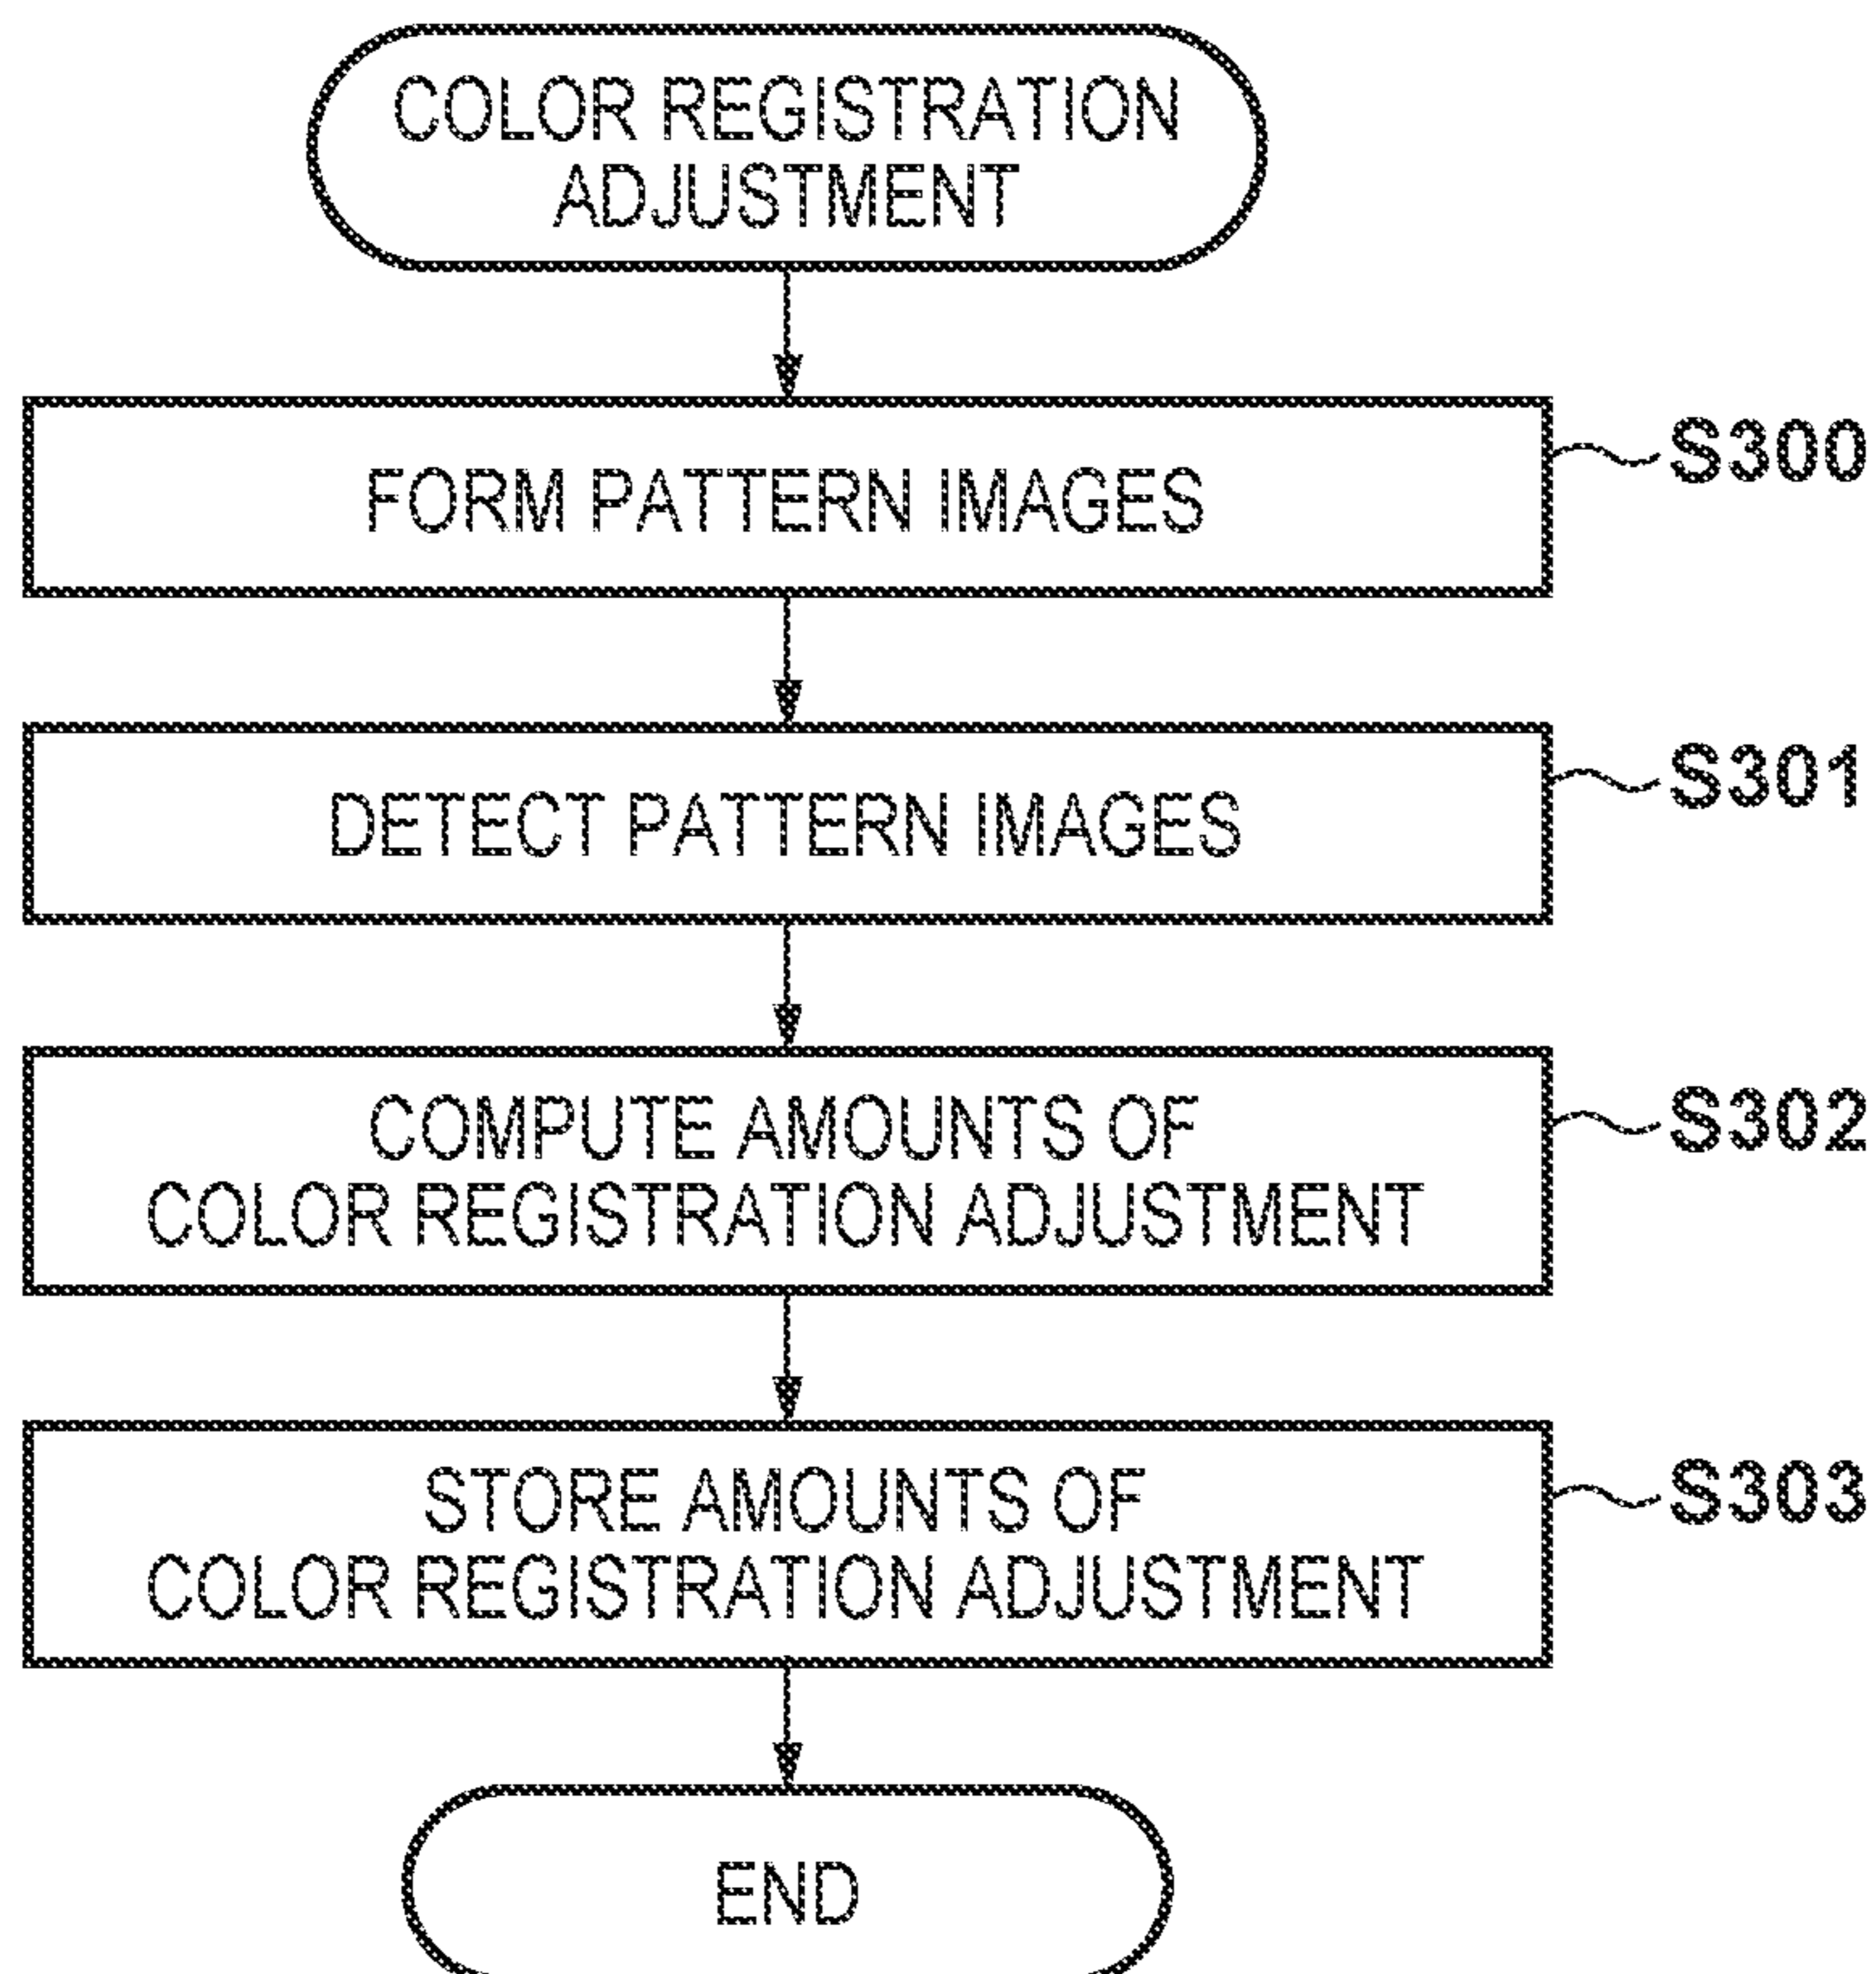 COLOR REGISTRATION
ADJUSTMENT
FORM PATTERN IMAGES
S300
DETECT PATTERN IMAGES
S301
COMPUTE AMOUNTS OF
COLOR REGISTRATION ADJUSTMENT
S302
STORE AMOUNTS OF
COLOR REGISTRATION ADJUSTMENT
S303
END